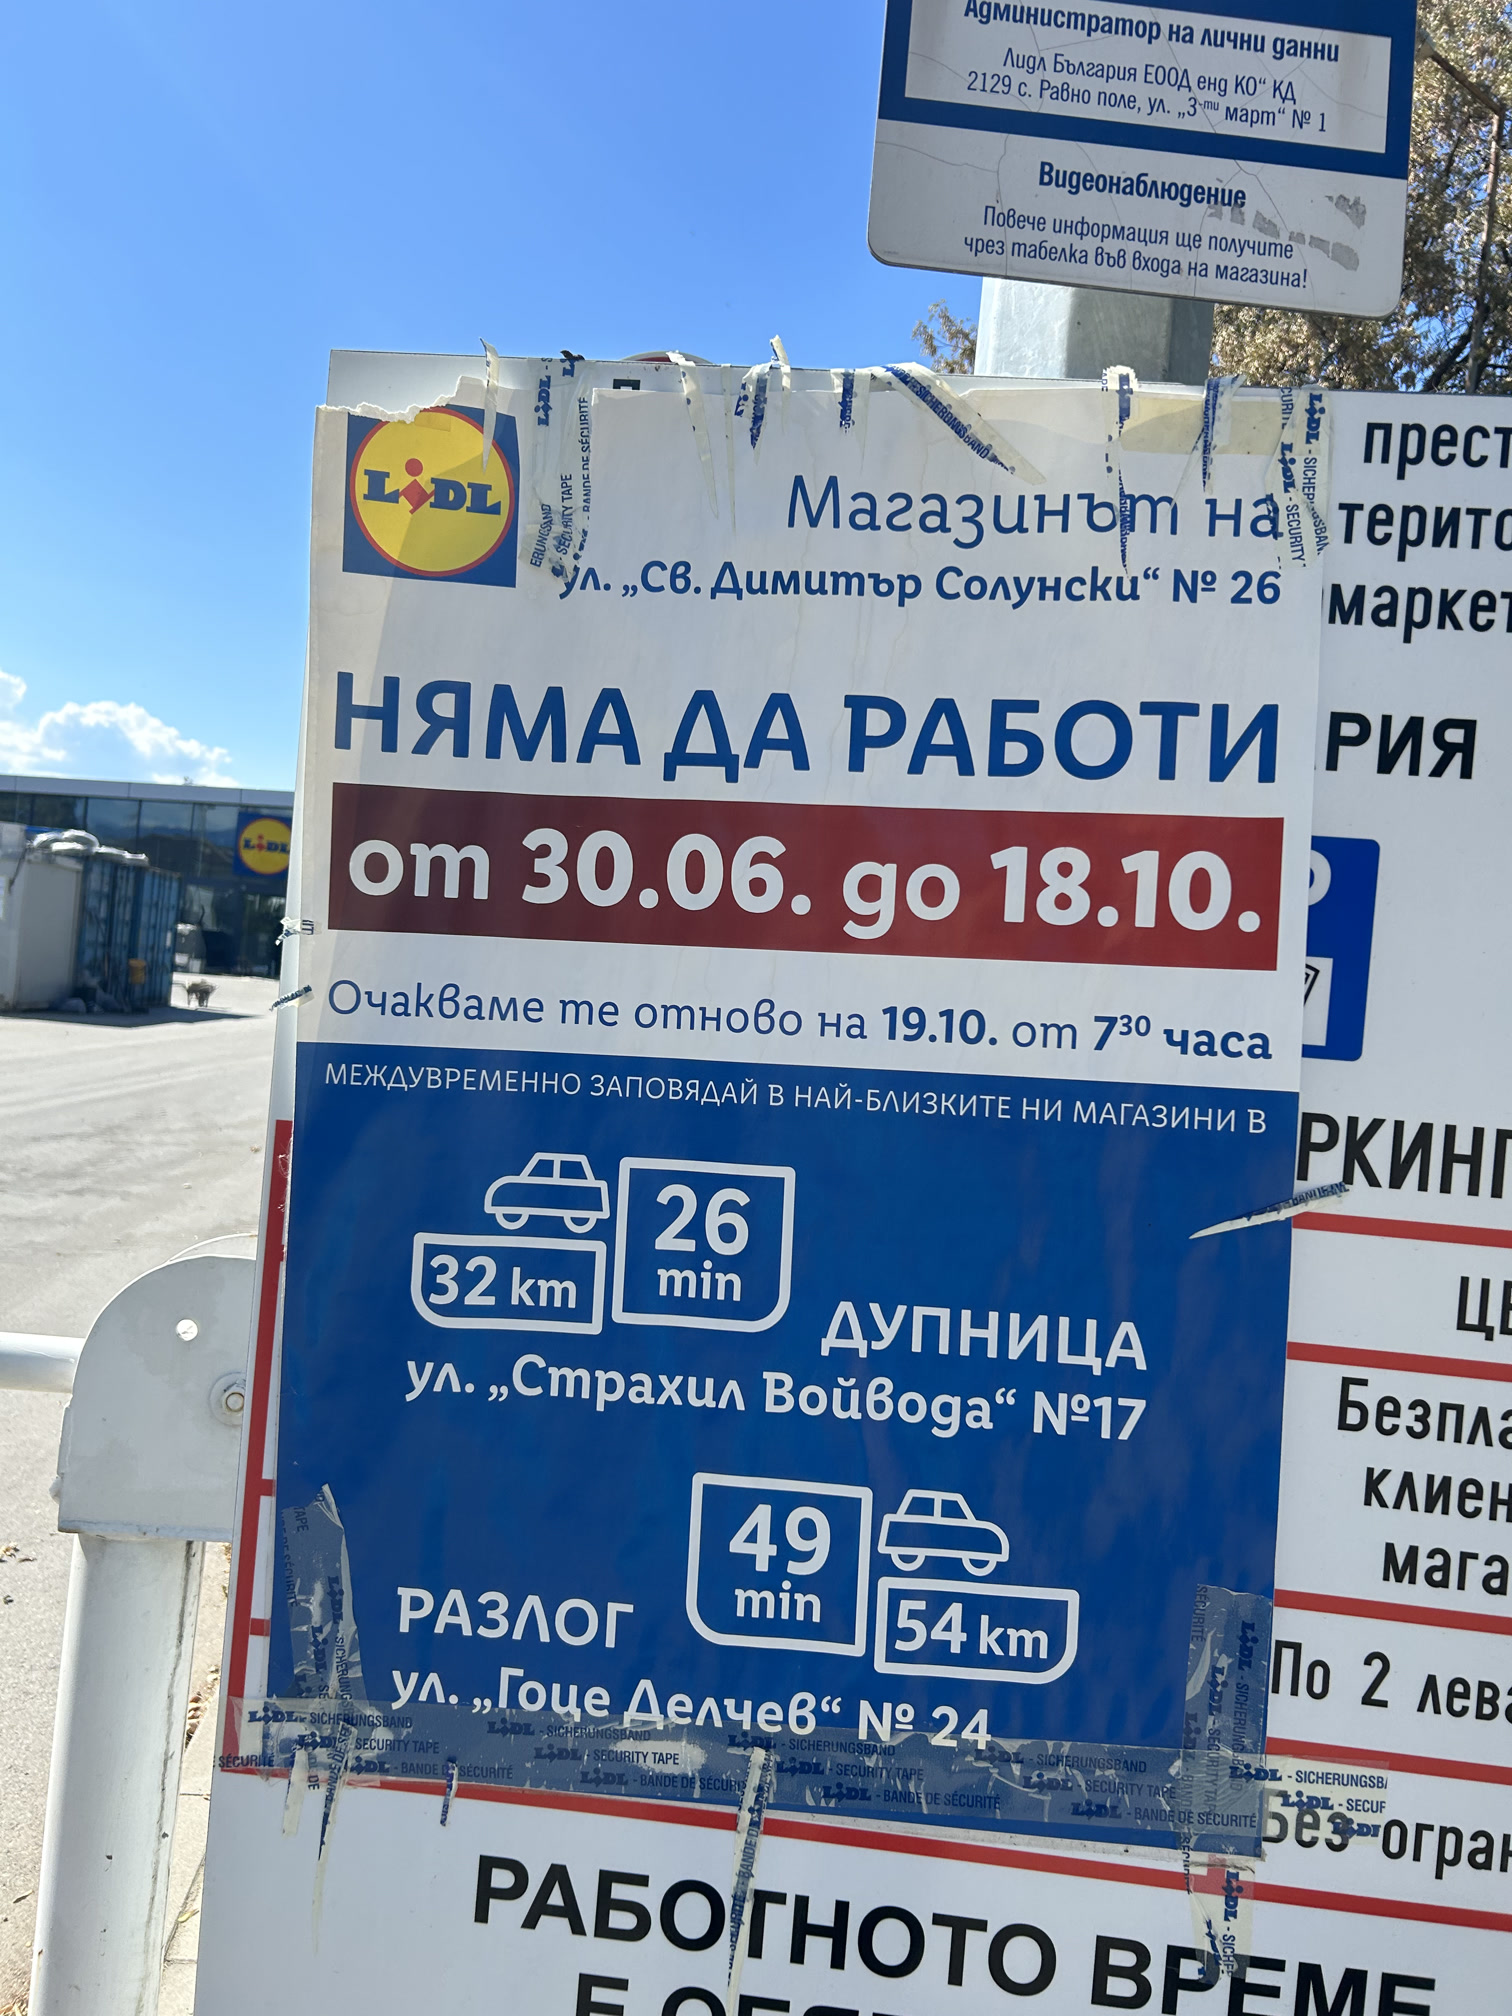 Администратор на лични данни
Лидл България ЕООД енд КО“ КД
2129 с. Равно поле, ул. „3-ти март“ № 1
Видеонаблюдение
Повече информация ще получите
чрез табелка във входа на магазина!
LIDL
Магазинът на
ул. „Св. Димитър Солунски“ № 26
НЯМА ДА РАБОТИ
от 30.06. до 18.10.
Очакваме те отново на 19.10. от 7³⁰ часа
МЕЖДУВРЕМЕННО ЗАПОВЯДАЙ В НАЙ-БЛИЗКИТЕ НИ МАГАЗИНИ В
26
min
32 km
ДУПНИЦА
ул. „Страхил Войвода“ №17
49
min
54 km
РАЗЛОГ
ул. „Гоце Делчев“ № 24
LIDL - SICHERUNGSBAND
LIDL - SECURITY TAPE
LIDL - BANDE DE SÉCURITÉ
LIDL
прест
терито
маркет
РИЯ
РКИНГ
ЦЕ
Безпла
клиен
мага
По 2 лева
Без огран
РАБОТНОТО ВРЕМЕ